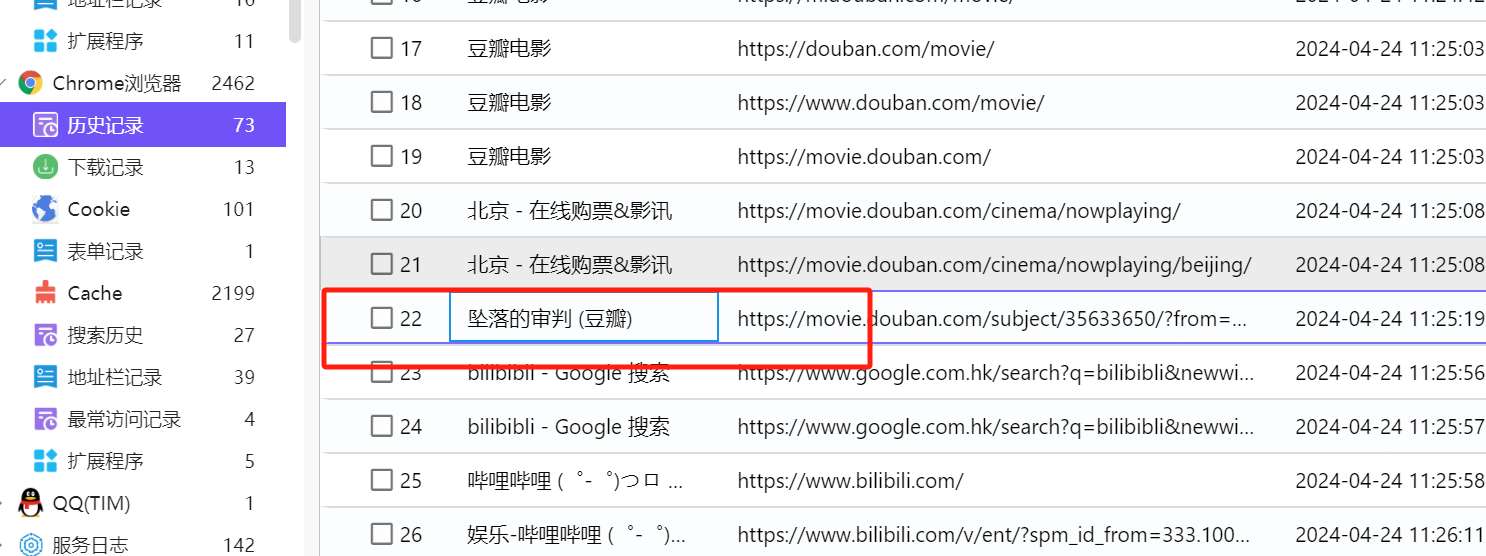 地址栏记录 16
扩展程序 11
Chrome浏览器 2462
历史记录 73
下载记录 13
Cookie 101
表单记录 1
Cache 2199
搜索历史 27
地址栏记录 39
最常访问记录 4
扩展程序 5
QQ(TIM) 1
服务日志 142
豆瓣电影
17 豆瓣电影 https://douban.com/movie/ 2024-04-24 11:25:03
18 豆瓣电影 https://www.douban.com/movie/ 2024-04-24 11:25:03
19 豆瓣电影 https://movie.douban.com/ 2024-04-24 11:25:03
20 北京 - 在线购票&影讯 https://movie.douban.com/cinema/nowplaying/ 2024-04-24 11:25:08
21 北京 - 在线购票&影讯 https://movie.douban.com/cinema/nowplaying/beijing/ 2024-04-24 11:25:08
22 坠落的审判 (豆瓣) https://movie.douban.com/subject/35633650/?from=... 2024-04-24 11:25:19
23 bilibibli - Google 搜索 https://www.google.com.hk/search?q=bilibibli&newwi... 2024-04-24 11:25:56
24 bilibibli - Google 搜索 https://www.google.com.hk/search?q=bilibibli&newwi... 2024-04-24 11:25:57
25 哔哩哔哩 (゜-゜)つロ ... https://www.bilibili.com/ 2024-04-24 11:25:58
26 娱乐-哔哩哔哩 (゜-゜)... https://www.bilibili.com/v/ent/?spm_id_from=333.100... 2024-04-24 11:26:11